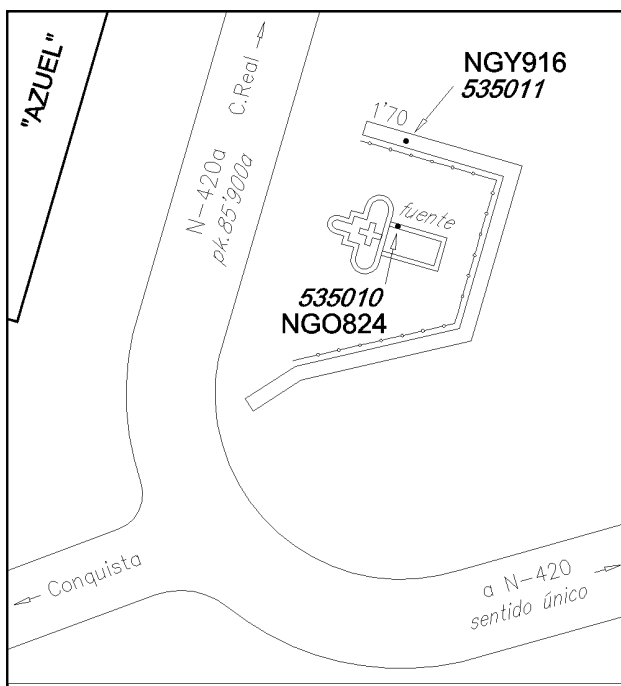 "AZUEL"
N-420a   C.Real
pk.85'900a
NGY916
535011
1'70
fuente
535010
NGO824
Conquista
a N-420
sentido único